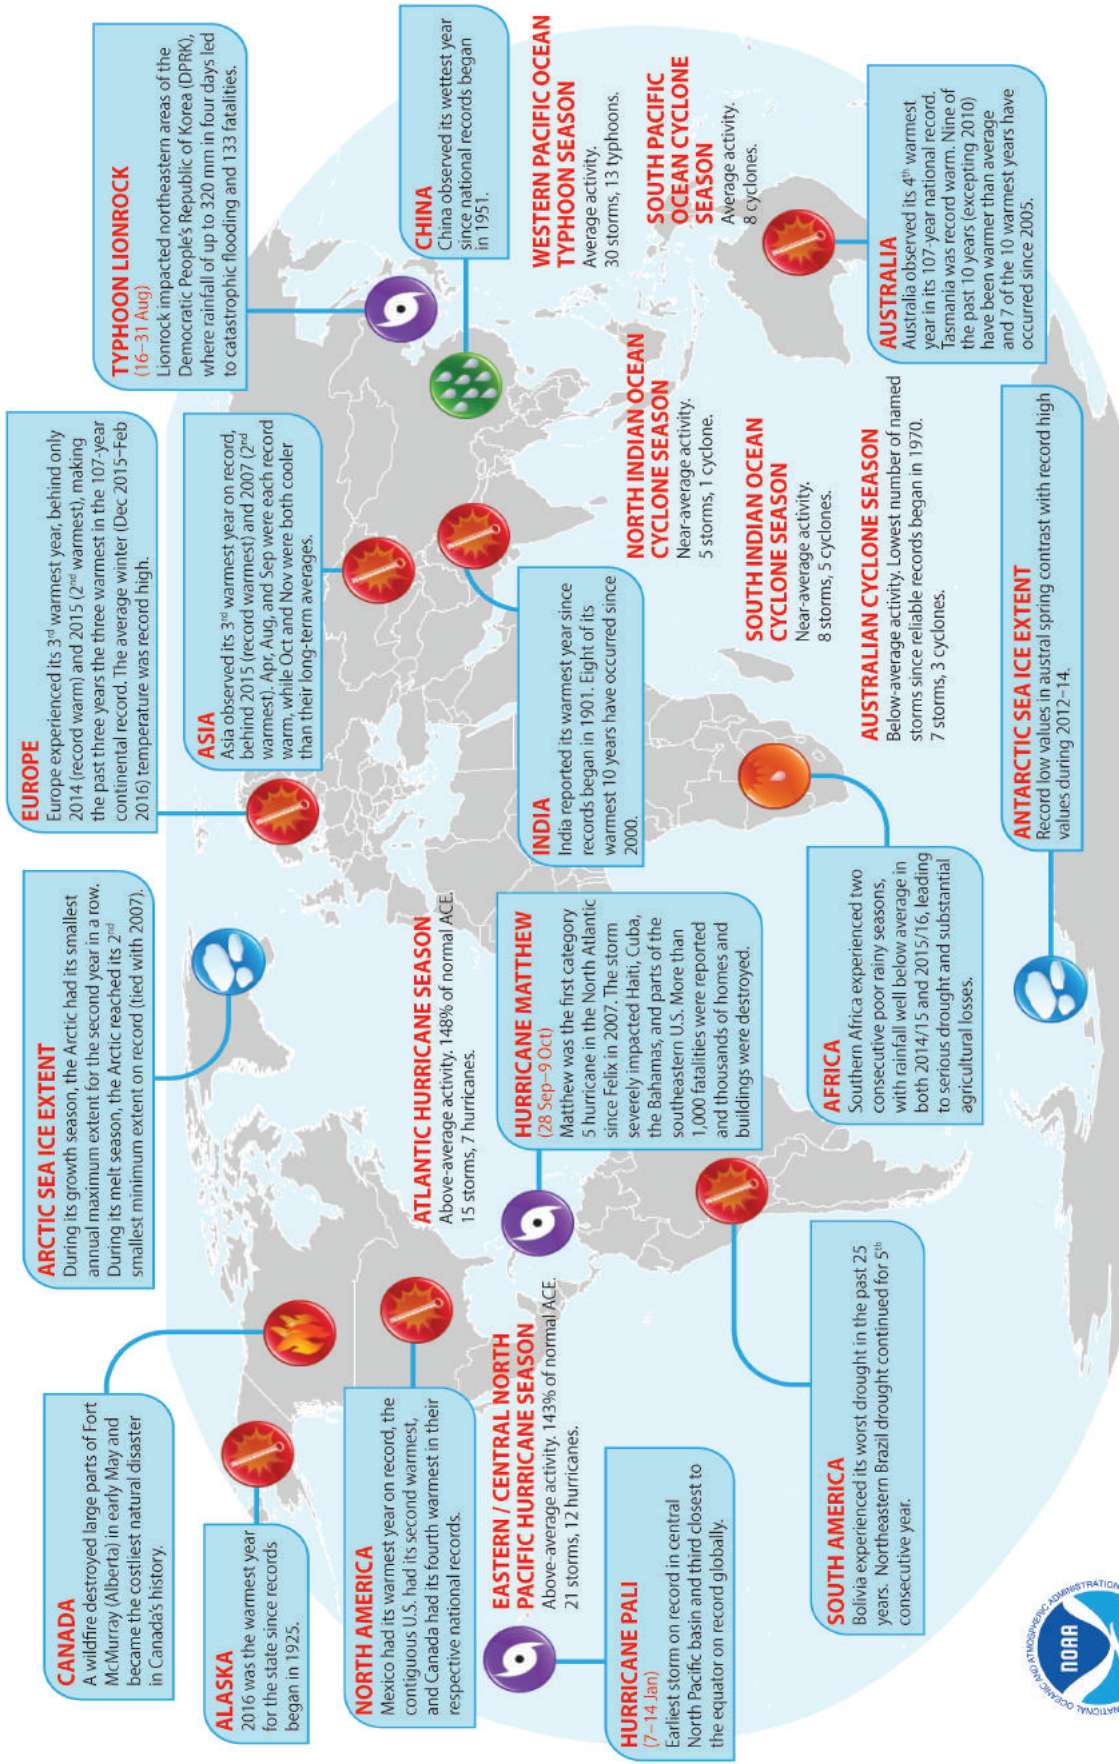 CANADA
A wildfire destroyed large parts of Fort
McMurray (Alberta) in early May and
became the costliest natural disaster
in Canada's history.
ARCTIC SEA ICE EXTENT
During its growth season, the Arctic had its smallest
annual maximum extent for the second year in a row.
During its melt season, the Arctic reached its 2nd
smallest minimum extent on record (tied with 2007).
EUROPE
Europe experienced its 3rd warmest year, behind only
2014 (record warm) and 2015 (2nd warmest), making
the past three years the three warmest in the 107-year
continental record. The average winter (Dec 2015–Feb
2016) temperature was record high.
TYPHOON LIONROCK
(16–31 Aug)
Lionrock impacted northeastern areas of the
Democratic People's Republic of Korea (DPRK),
where rainfall of up to 320 mm in four days led
to catastrophic flooding and 133 fatalities.
ALASKA
2016 was the warmest year
for the state since records
began in 1925.
ASIA
Asia observed its 3rd warmest year on record,
behind 2015 (record warmest) and 2007 (2nd
warmest). Apr, Aug, and Sep were each record
warm, while Oct and Nov were both cooler
than their long-term averages.
NORTH AMERICA
Mexico had its warmest year on record, the
contiguous U.S. had its second warmest,
and Canada had its fourth warmest in their
respective national records.
ATLANTIC HURRICANE SEASON
Above-average activity. 148% of normal ACE.
15 storms, 7 hurricanes.
CHINA
China observed its wettest year
since national records began
in 1951.
EASTERN / CENTRAL NORTH
PACIFIC HURRICANE SEASON
Above-average activity. 143% of normal ACE.
21 storms, 12 hurricanes.
HURRICANE MATTHEW
(28 Sep–9 Oct)
Matthew was the first category
5 hurricane in the North Atlantic
since Felix in 2007. The storm
severely impacted Haiti, Cuba,
the Bahamas, and parts of the
southeastern U.S. More than
1,000 fatalities were reported
and thousands of homes and
buildings were destroyed.
INDIA
India reported its warmest year since
records began in 1901. Eight of its
warmest 10 years have occurred since
2000.
WESTERN PACIFIC OCEAN
TYPHOON SEASON
Average activity.
30 storms, 13 typhoons.
HURRICANE PALI
(7–14 Jan)
Earliest storm on record in central
North Pacific basin and third closest to
the equator on record globally.
NORTH INDIAN OCEAN
CYCLONE SEASON
Near-average activity.
5 storms, 1 cyclone.
SOUTH PACIFIC
OCEAN CYCLONE
SEASON
Average activity.
8 cyclones.
SOUTH INDIAN OCEAN
CYCLONE SEASON
Near-average activity.
8 storms, 5 cyclones.
SOUTH AMERICA
Bolivia experienced its worst drought in the past 25
years. Northeastern Brazil drought continued for 5th
consecutive year.
AFRICA
Southern Africa experienced two
consecutive poor rainy seasons,
with rainfall well below average in
both 2014/15 and 2015/16, leading
to serious drought and substantial
agricultural losses.
AUSTRALIAN CYCLONE SEASON
Below-average activity. Lowest number of named
storms since reliable records began in 1970.
7 storms, 3 cyclones.
AUSTRALIA
Australia observed its 4th warmest
year in its 107-year national record.
Tasmania was record warm. Nine of
the past 10 years (excepting 2010)
have been warmer than average
and 7 of the 10 warmest years have
occurred since 2005.
ANTARCTIC SEA ICE EXTENT
Record low values in austral spring contrast with record high
values during 2012–14.
NATIONAL OCEANIC AND ATMOSPHERIC ADMINISTRATION
NOAA